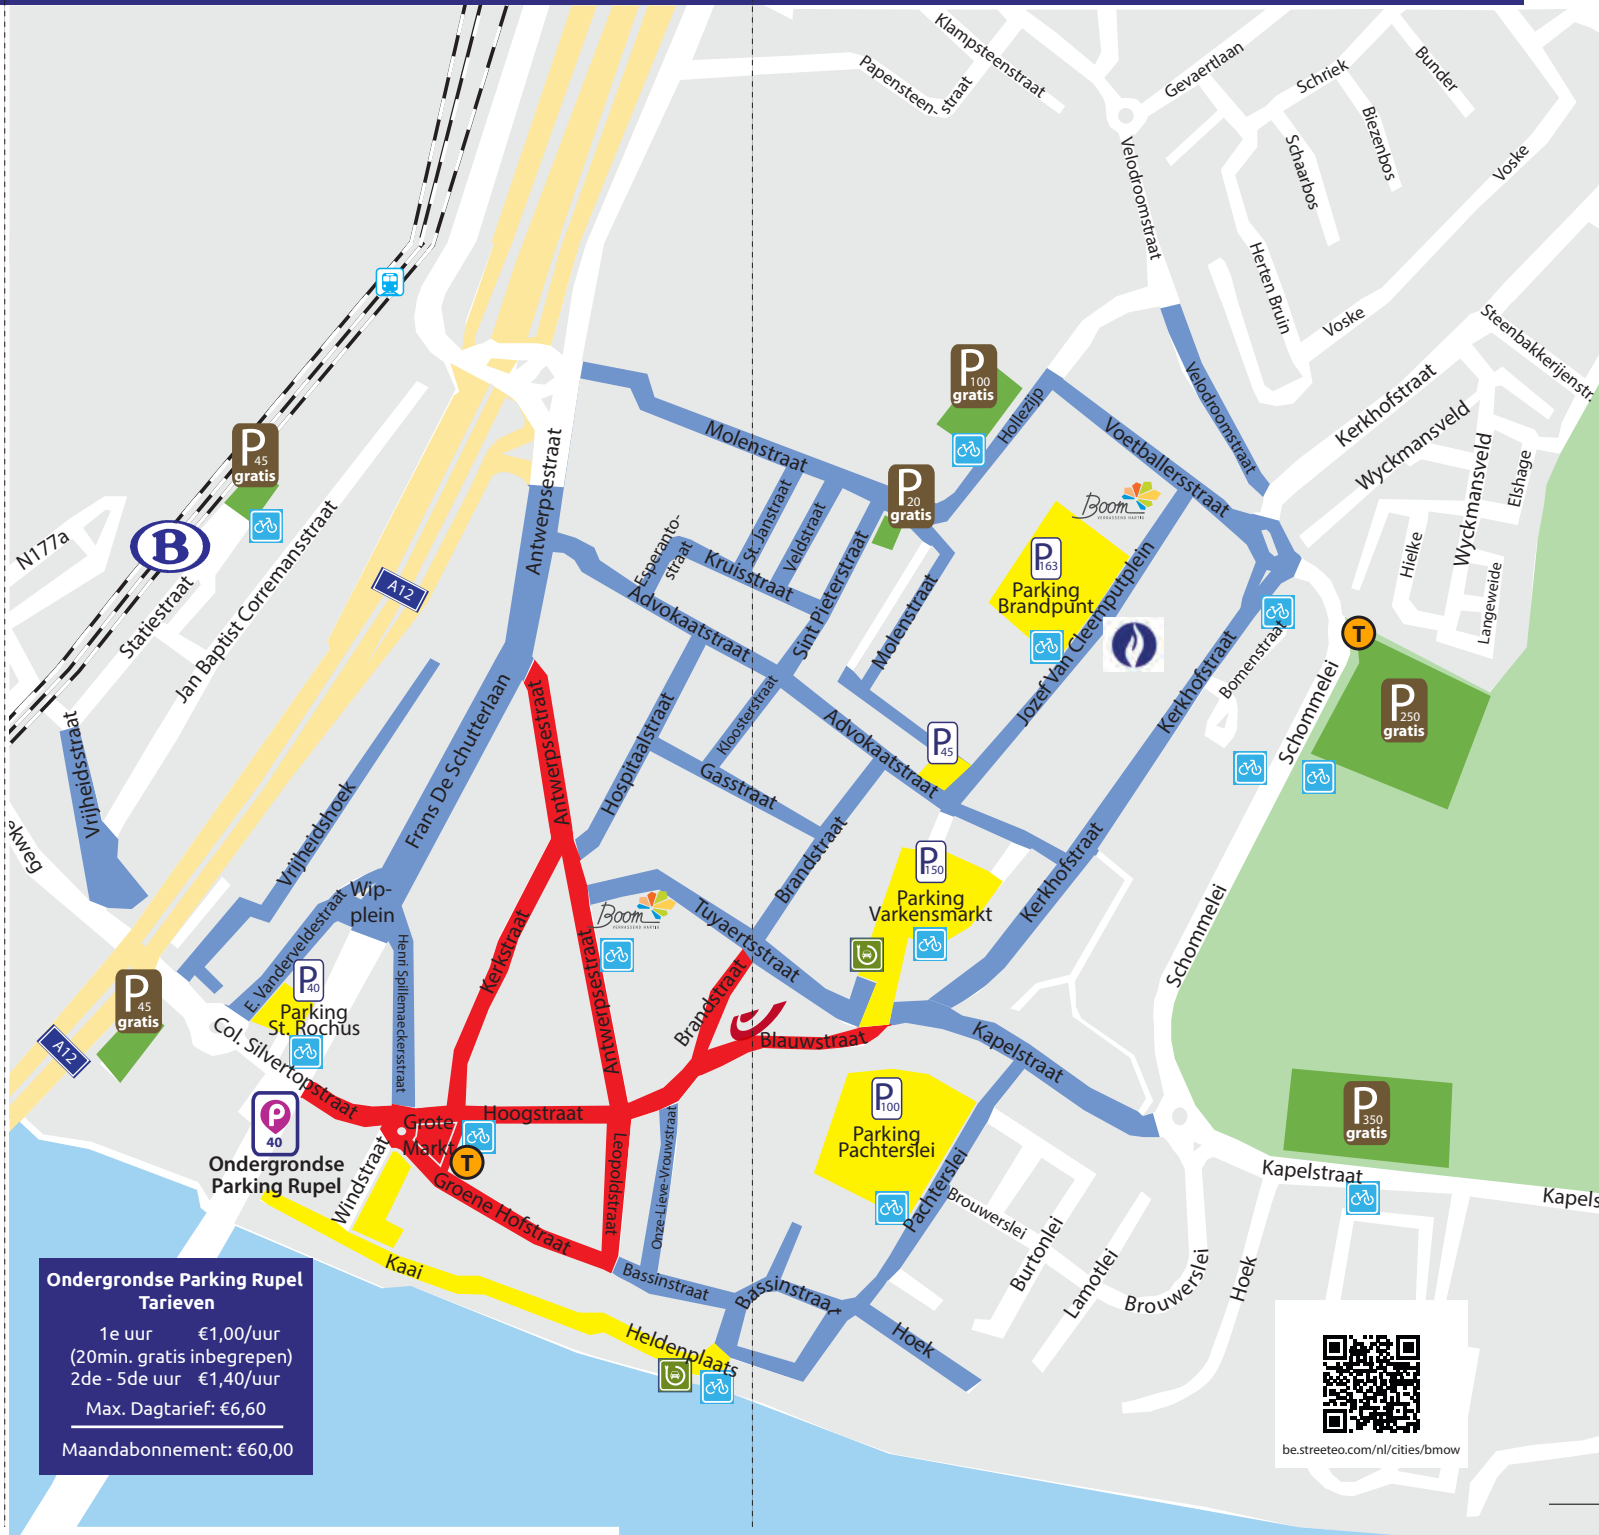 Klampsteenstraat
Papensteen-
straat
Gevaertlaan
Schriek
Bunder
Biezenbos
Schaarbos
Voske
Velodroomstraat
Herten Bruin
Voske
Steenbakkerijenstr.
Kerkhofstraat
Wyckmansveld
Wyckmansveld
Elshage
Hielke
Langeweide
P
100
gratis
Hollezijp
Voetballersstraat
Velodroomstraat
P
45
gratis
N177a
B
Statiestraat
Jan Baptist Corremansstraat
A12
Antwerpsestraat
Molenstraat
St. Janstraat
Veldstraat
P
20
gratis
Boom
VERRASSEND HARTIG
Esperanto-
straat
Kruisstraat
Sint Pieterstraat
Molenstraat
P
163
Parking
Brandpunt
Jozef Van Cleemputplein
Advokaatstraat
Kerkhofstraat
Bomenstraat
T
Schommelei
P
250
gratis
Vrijheidsstraat
ekweg
Vrijheidshoek
Frans De Schutterlaan
Antwerpsestraat
Hospitaalstraat
Kloosterstraat
Gasstraat
Advokaatstraat
P
45
Brandstraat
P
150
Parking
Varkensmarkt
Kerkhofstraat
Schommelei
Wip-
plein
E. Vanderveldestraat
Henri Spillemaeckersstraat
Kerkstraat
Boom
VERRASSEND HARTIG
Antwerpsestraat
Tuyaertsstraat
Brandstraat
Blauwstraat
Kapelstraat
P
45
gratis
A12
P
40
Parking
St. Rochus
Col. Silvertopstraat
P
40
Ondergrondse
Parking Rupel
Windstraat
Grote
Markt
T
Hoogstraat
Groene Hofstraat
Leopoldstraat
Onze-Lieve-Vrouwstraat
P
100
Parking
Pachterslei
Pachterslei
Brouwerslei
Burtonlei
Lamotlei
Brouwerslei
Hoek
P
350
gratis
Kapelstraat
Kapels
Kaai
Bassinstraat
Bassinstraat
Heldenplaats
Hoek
Ondergrondse Parking Rupel
Tarieven
1e uur €1,00/uur
(20min. gratis inbegrepen)
2de - 5de uur €1,40/uur
Max. Dagtarief: €6,60
Maandabonnement: €60,00
be.streeteo.com/nl/cities/bmow